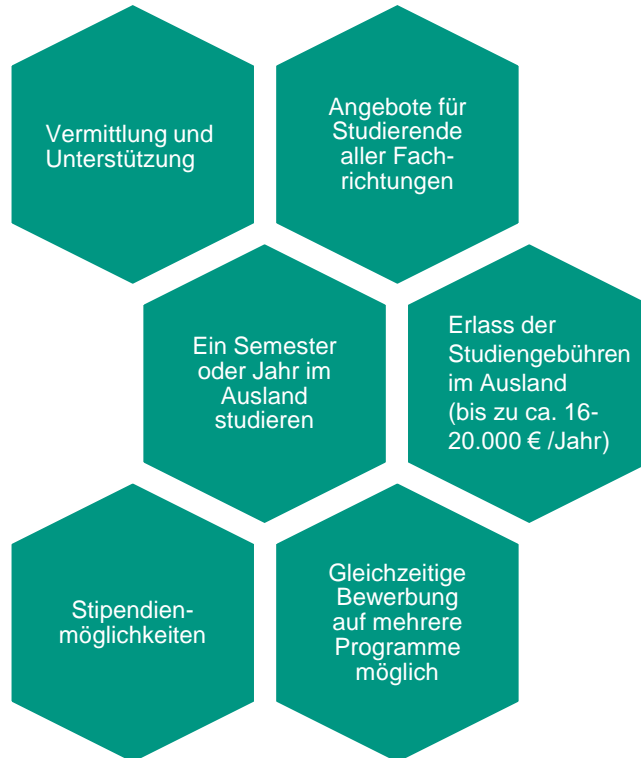 Vermittlung und
Unterstützung
Angebote für
Studierende
aller Fach-
richtungen
Ein Semester
oder Jahr im
Ausland
studieren
Erlass der
Studiengebühren
im Ausland
(bis zu ca. 16-
20.000 € /Jahr)
Stipendien-
möglichkeiten
Gleichzeitige
Bewerbung
auf mehrere
Programme
möglich